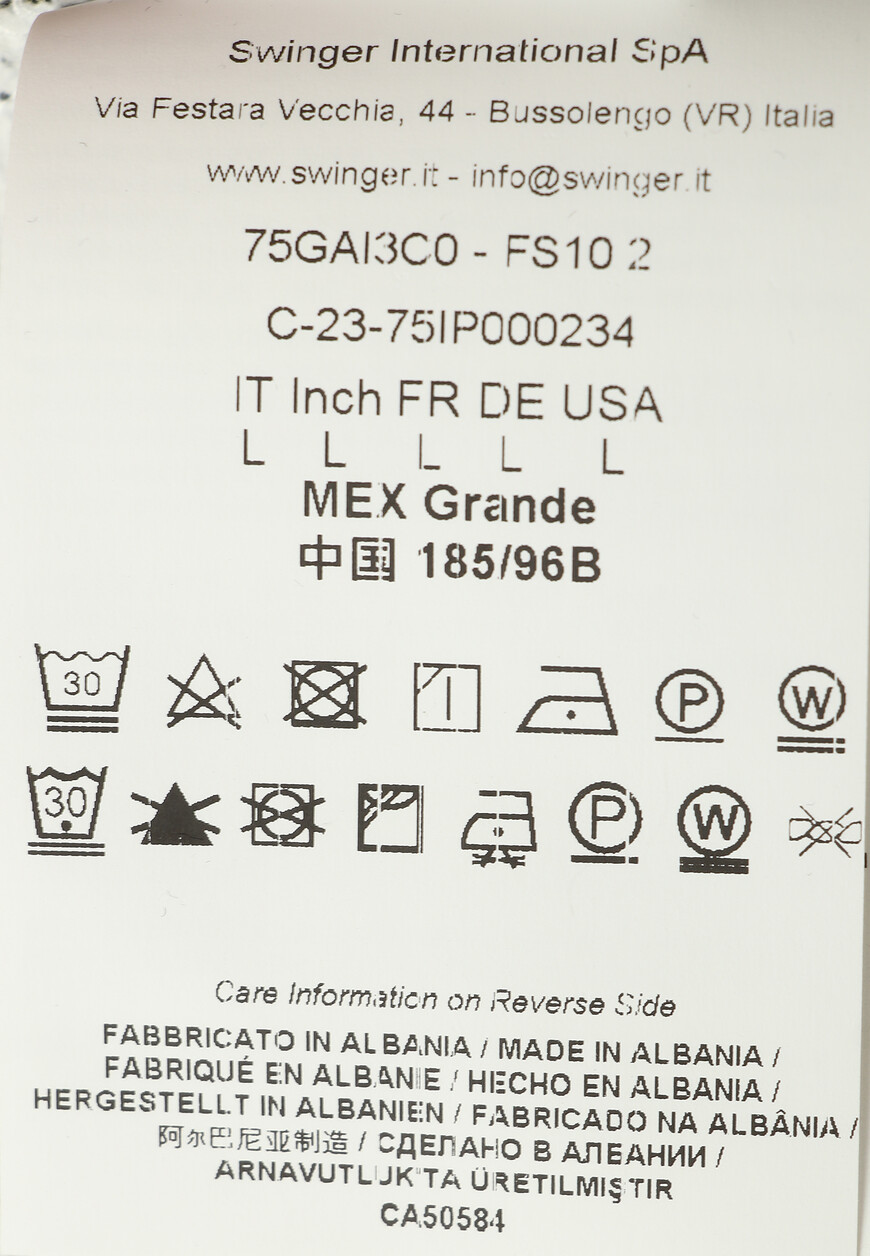 Swinger International SpA
Via Festara Vecchia, 44 - Bussolengo (VR) Italia
www.swinger.it - info@swinger.it
75GAI3C0 - FS10 2
C-23-75IP000234
IT Inch FR DE USA
L L L L L
MEX Grande
中国 185/96B
30 P W
30 P W
Care Information on Reverse Side
FABBRICATO IN ALBANIA / MADE IN ALBANIA /
FABRIQUÉ EN ALBANIE / HECHO EN ALBANIA /
HERGESTELLT IN ALBANIEN / FABRICADO NA ALBÂNIA /
阿尔巴尼亚制造 / СДЕЛАНО В АЛБАНИИ /
ARNAVUTLUK'TA ÜRETILMIŞTIR
CA50584